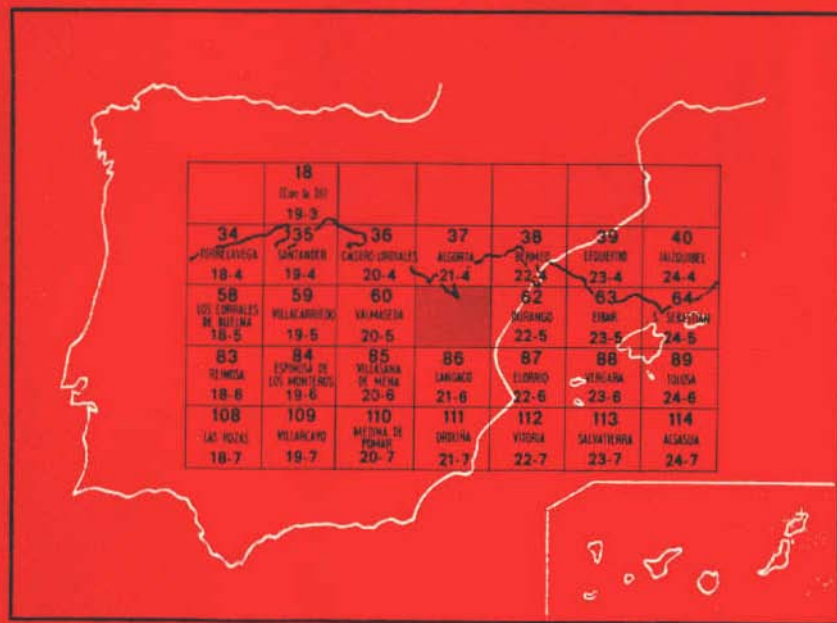 18
(Con la 35)
19-3
34 35 36 37 38 39 40
TORRELAVEGA SANTANDER CASTRO URDIALES ALGORTA BERMEO LEQUEITIO JAIZQUIBEL
18-4 19-4 20-4 21-4 22-4 23-4 24-4
58 59 60 62 63 64
LOS CORRALES DE BUELNA VILLACARRIEDO VALMASEDA DURANGO EIBAR S. SEBASTIAN
18-5 19-5 20-5 22-5 23-5 24-5
83 84 85 86 87 88 89
REINOSA ESPINOSA DE LOS MONTEROS VILLASANA DE MENA LANDACO ELORRIO VERGARA TOLOSA
18-6 19-6 20-6 21-6 22-6 23-6 24-6
108 109 110 111 112 113 114
LAS ROZAS VILLARCAYO MEDINA DE POMAR ORDUÑA VITORIA SALVATIERRA ALSASUA
18-7 19-7 20-7 21-7 22-7 23-7 24-7